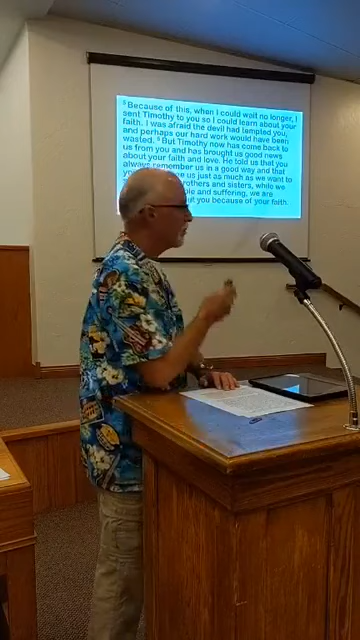 5 Because of this, when I could wait no longer, I
sent Timothy to you so I could learn about your
faith. I was afraid the devil had tempted you,
and perhaps our hard work would have been
wasted. 6 But Timothy now has come back to
us from you and has brought us good news
about your faith and love. He told us that you
always remember us in a good way and that
us just as much as we want to
brothers and sisters, while we
and suffering, we are
you because of your faith.